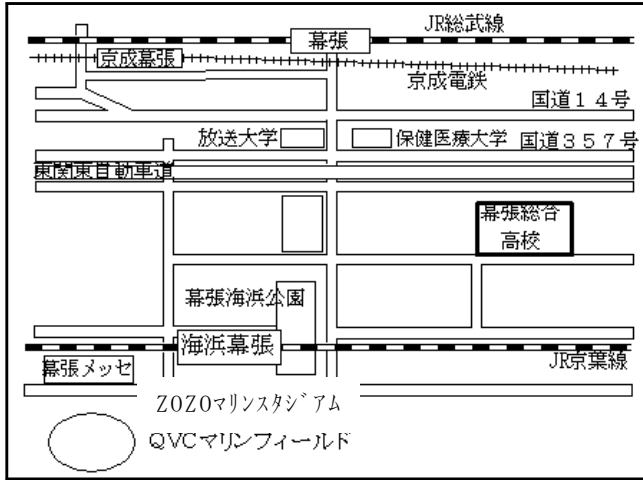 JR総武線
幕張
京成幕張
京成電鉄
国道14号
放送大学
保健医療大学
国道357号
東関東自動車道
幕張総合
高校
幕張海浜公園
海浜幕張
JR京葉線
幕張メッセ
ZOZOマリンスタジアム
QVCマリンフィールド